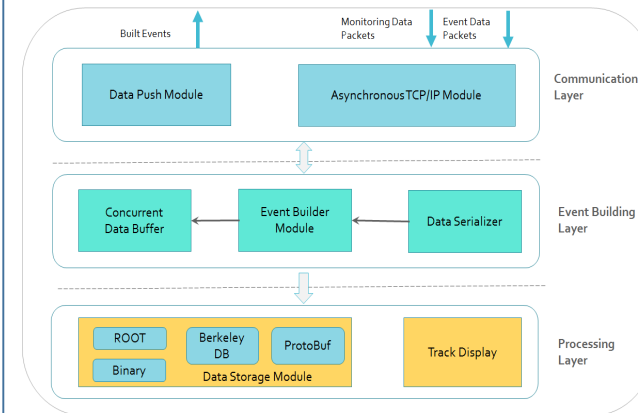 Built Events
Monitoring Data
Packets
Event Data
Packets
Data Push Module
Asynchronous TCP/IP Module
Communication
Layer
Concurrent
Data Buffer
Event Builder
Module
Data Serializer
Event Building
Layer
ROOT
Binary
Berkeley
DB
ProtoBuf
Data Storage Module
Track Display
Processing
Layer